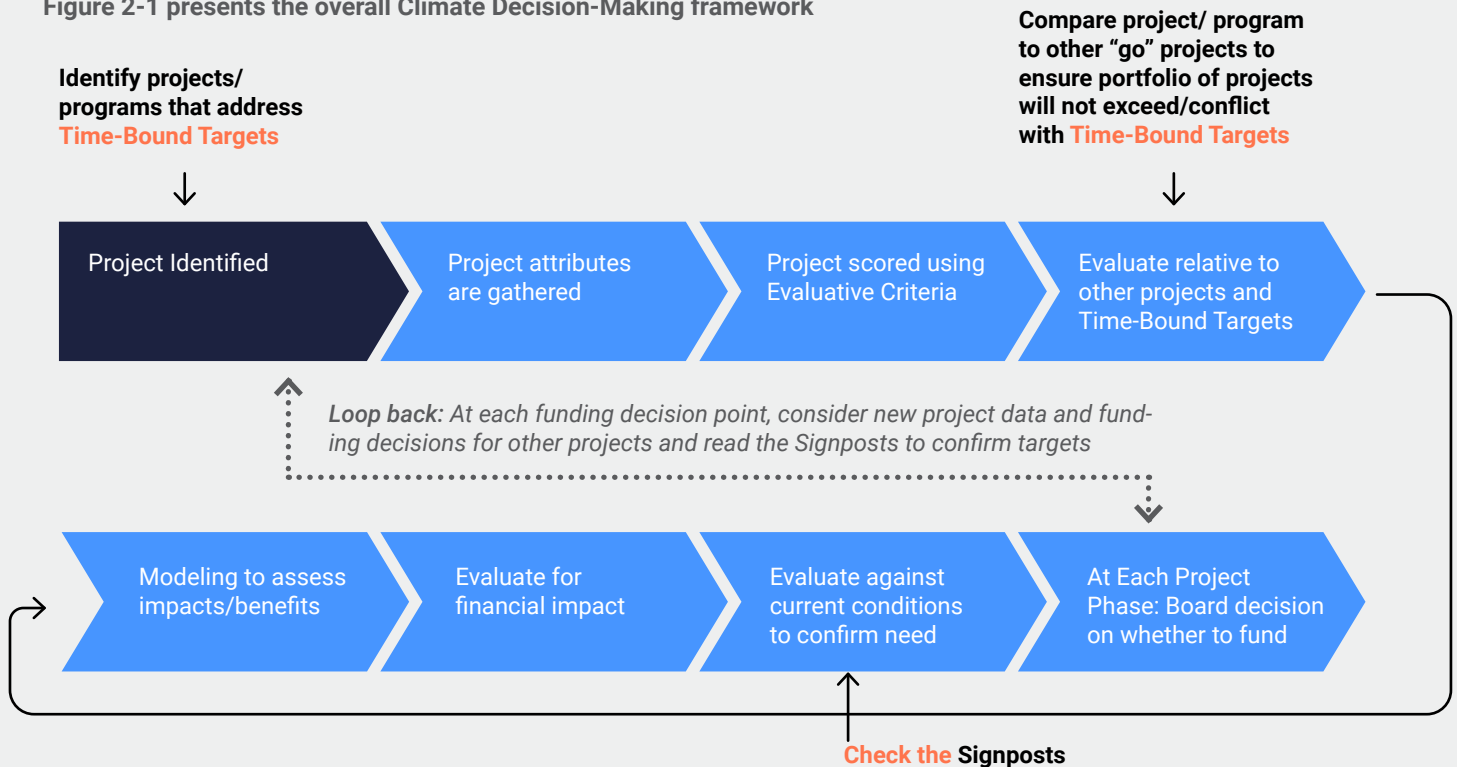 Figure 2-1 presents the overall Climate Decision-Making framework
Identify projects/
programs that address
Time-Bound Targets
Compare project/ program
to other “go” projects to
ensure portfolio of projects
will not exceed/conflict
with Time-Bound Targets
Project Identified
Project attributes
are gathered
Project scored using
Evaluative Criteria
Evaluate relative to
other projects and
Time-Bound Targets
Loop back: At each funding decision point, consider new project data and fund-
ing decisions for other projects and read the Signposts to confirm targets
Modeling to assess
impacts/benefits
Evaluate for
financial impact
Evaluate against
current conditions
to confirm need
At Each Project
Phase: Board decision
on whether to fund
Check the Signposts